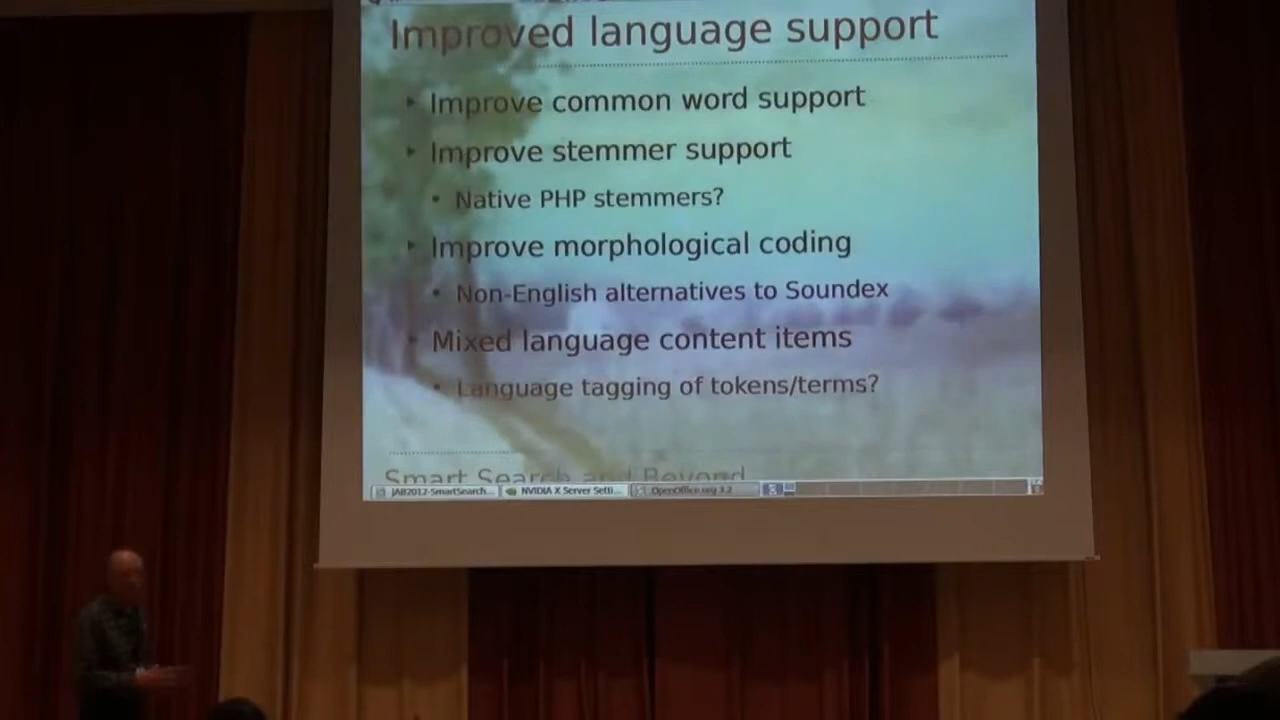 Improved language support
Improve common word support
Improve stemmer support
Native PHP stemmers?
Improve morphological coding
Non-English alternatives to Soundex
Mixed language content items
Language tagging of tokens/terms?
Smart Search and Beyond
JAB2012-SmartSearch... NVIDIA X Server Setti... OpenOffice.org 3.2